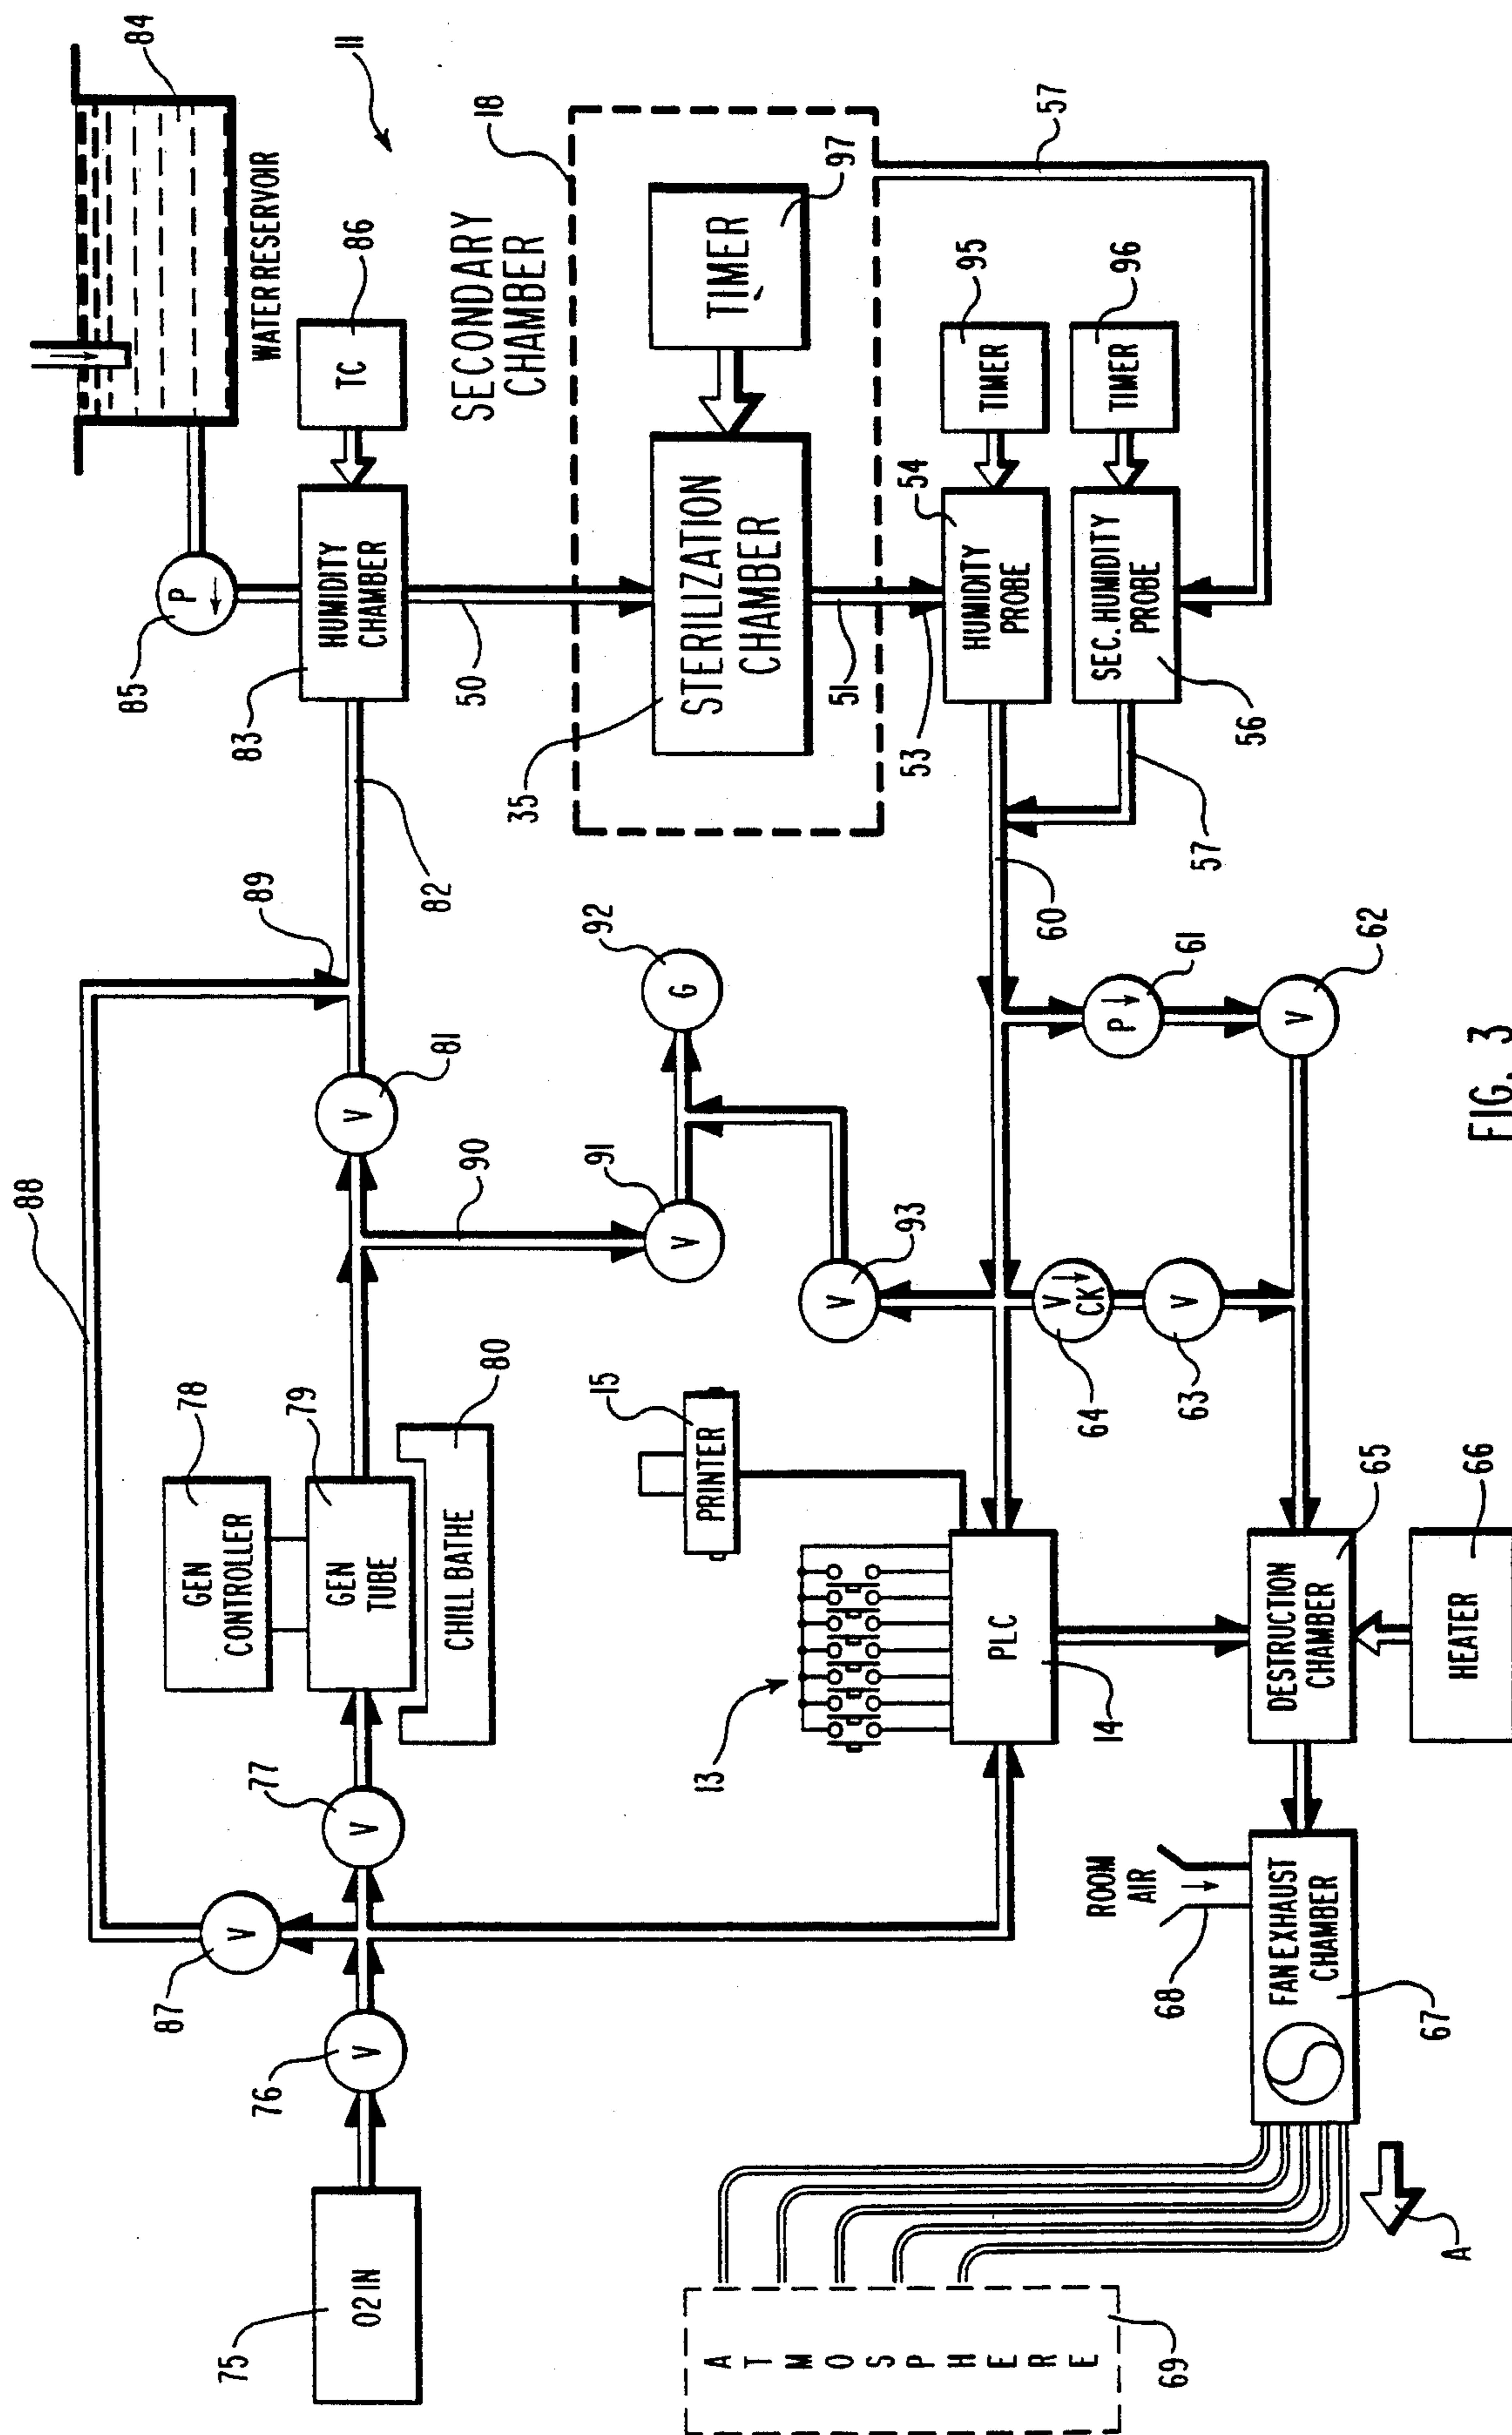 84
11
WATER RESERVOIR
85
P
TC
86
HUMIDITY
CHAMBER
83
82
50
89
88
V
81
90
78
GEN
CONTROLLER
79
GEN
TUBE
CHILL BATHE
80
77
V
87
V
76
V
75
O2 IN
SECONDARY
CHAMBER
18
TIMER
97
STERILIZATION
CHAMBER
35
51
53
57
92
G
91
V
93
V
15
PRINTER
13
PLC
14
95
TIMER
96
TIMER
54
HUMIDITY
PROBE
SEC. HUMIDITY
PROBE
56
57
60
P
61
V
62
V
CK
64
V
63
65
DESTRUCTION
CHAMBER
66
HEATER
ROOM
AIR
68
FAN EXHAUST
CHAMBER
67
A
ATMOSPHERE
69
FIG. 3